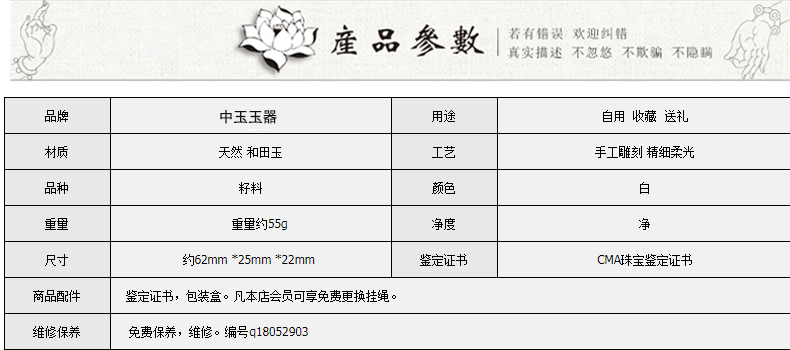 產品參數
若有错误 欢迎纠错
真实描述 不忽悠 不欺骗 不隐瞒
品牌 中玉玉器 用途 自用 收藏 送礼
材质 天然 和田玉 工艺 手工雕刻 精细柔光
品种 籽料 颜色 白
重量 重量约55g 净度 净
尺寸 约62mm *25mm *22mm 鉴定证书 CMA珠宝鉴定证书
商品配件 鉴定证书，包装盒。凡本店会员可享免费更换挂绳。
维修保养 免费保养，维修。编号q18052903